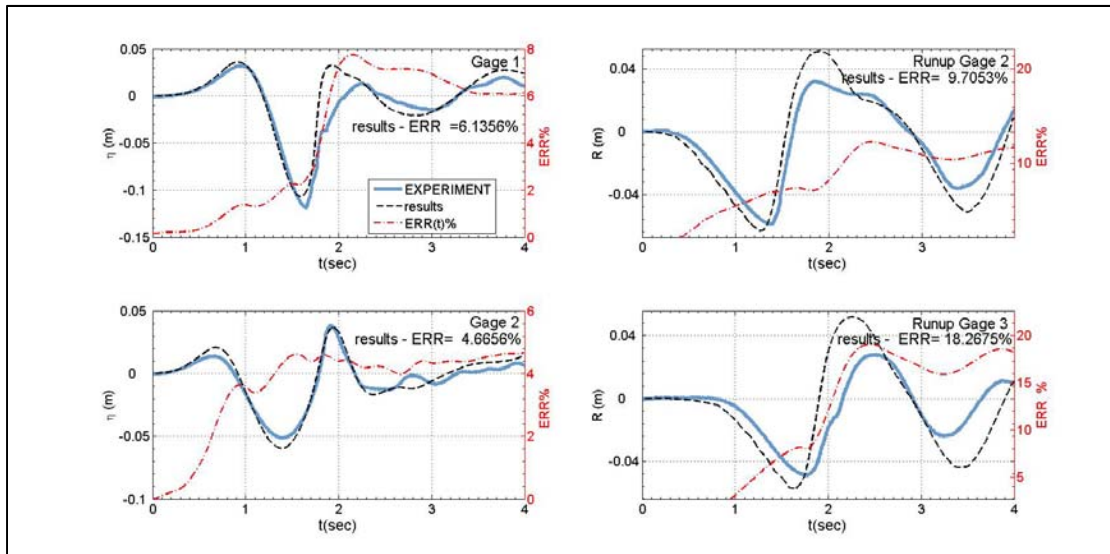 0.05
0
-0.05
-0.1
-0.15
η (m)
8
6
4
2
0
ERR%
Gage 1
results - ERR =6.1356%
EXPERIMENT
results
ERR(t)%
0 1 2 3 4
t(sec)
0.04
0
-0.04
R (m)
20
10
ERR%
Runup Gage 2
results - ERR= 9.7053%
0 1 2 3 4
t(sec)
0.05
0
-0.05
-0.1
η (m)
6
4
2
0
ERR%
Gage 2
results - ERR= 4.6656%
0 1 2 3 4
t(sec)
0.04
0
-0.04
R (m)
20
15
10
5
ERR %
Runup Gage 3
results - ERR= 18.2675%
0 1 2 3 4
t(sec)